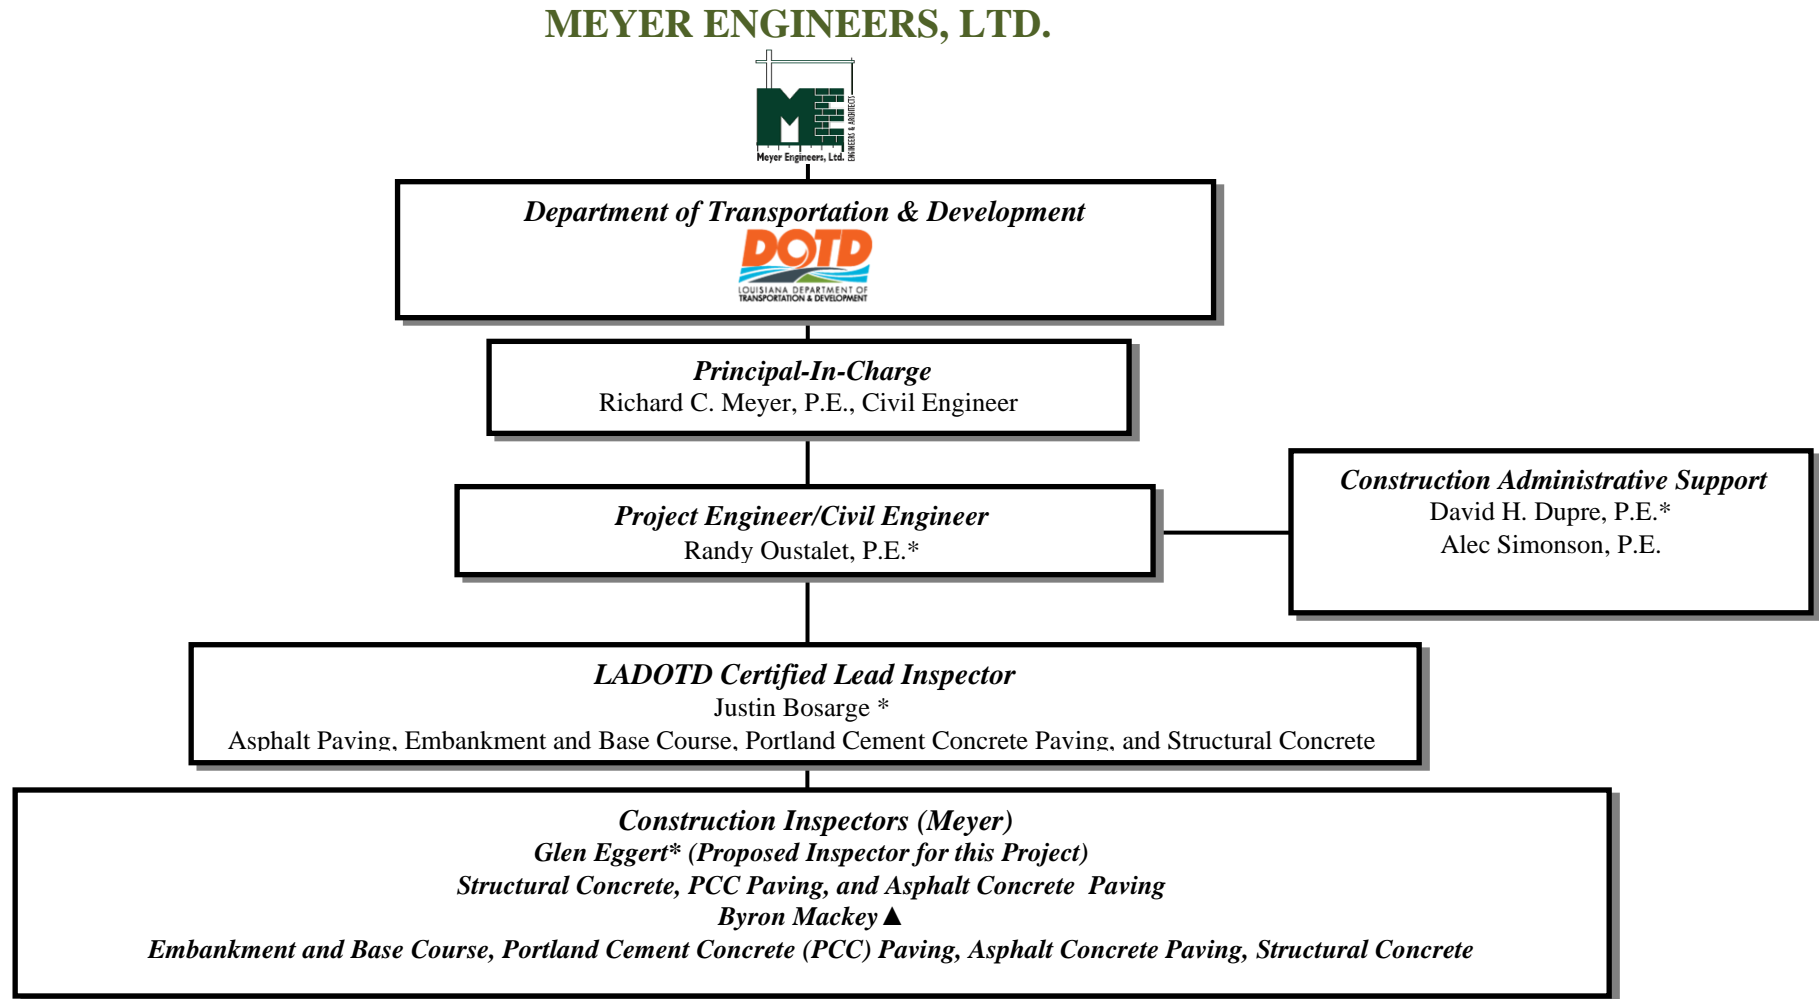 MEYER ENGINEERS, LTD.
ME
ENGINEERS & ARCHITECTS
Meyer Engineers, Ltd.
Department of Transportation & Development
DOTD
LOUISIANA DEPARTMENT OF
TRANSPORTATION & DEVELOPMENT
Principal-In-Charge
Richard C. Meyer, P.E., Civil Engineer
Project Engineer/Civil Engineer
Randy Oustalet, P.E.*
Construction Administrative Support
David H. Dupre, P.E.*
Alec Simonson, P.E.
LADOTD Certified Lead Inspector
Justin Bosarge *
Asphalt Paving, Embankment and Base Course, Portland Cement Concrete Paving, and Structural Concrete
Construction Inspectors (Meyer)
Glen Eggert* (Proposed Inspector for this Project)
Structural Concrete, PCC Paving, and Asphalt Concrete Paving
Byron Mackey▲
Embankment and Base Course, Portland Cement Concrete (PCC) Paving, Asphalt Concrete Paving, Structural Concrete